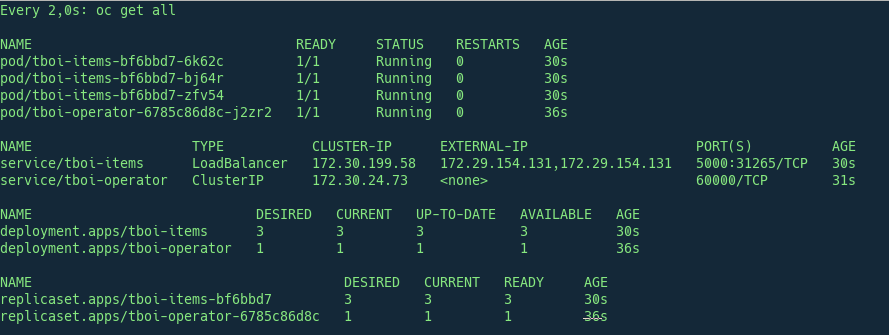 Every 2,0s: oc get all
NAME READY STATUS RESTARTS AGE
pod/tboi-items-bf6bbd7-6k62c 1/1 Running 0 30s
pod/tboi-items-bf6bbd7-bj64r 1/1 Running 0 30s
pod/tboi-items-bf6bbd7-zfv54 1/1 Running 0 30s
pod/tboi-operator-6785c86d8c-j2zr2 1/1 Running 0 36s
NAME TYPE CLUSTER-IP EXTERNAL-IP PORT(S) AGE
service/tboi-items LoadBalancer 172.30.199.58 172.29.154.131,172.29.154.131 5000:31265/TCP 30s
service/tboi-operator ClusterIP 172.30.24.73 <none> 60000/TCP 31s
NAME DESIRED CURRENT UP-TO-DATE AVAILABLE AGE
deployment.apps/tboi-items 3 3 3 3 30s
deployment.apps/tboi-operator 1 1 1 1 36s
NAME DESIRED CURRENT READY AGE
replicaset.apps/tboi-items-bf6bbd7 3 3 3 30s
replicaset.apps/tboi-operator-6785c86d8c 1 1 1 36s